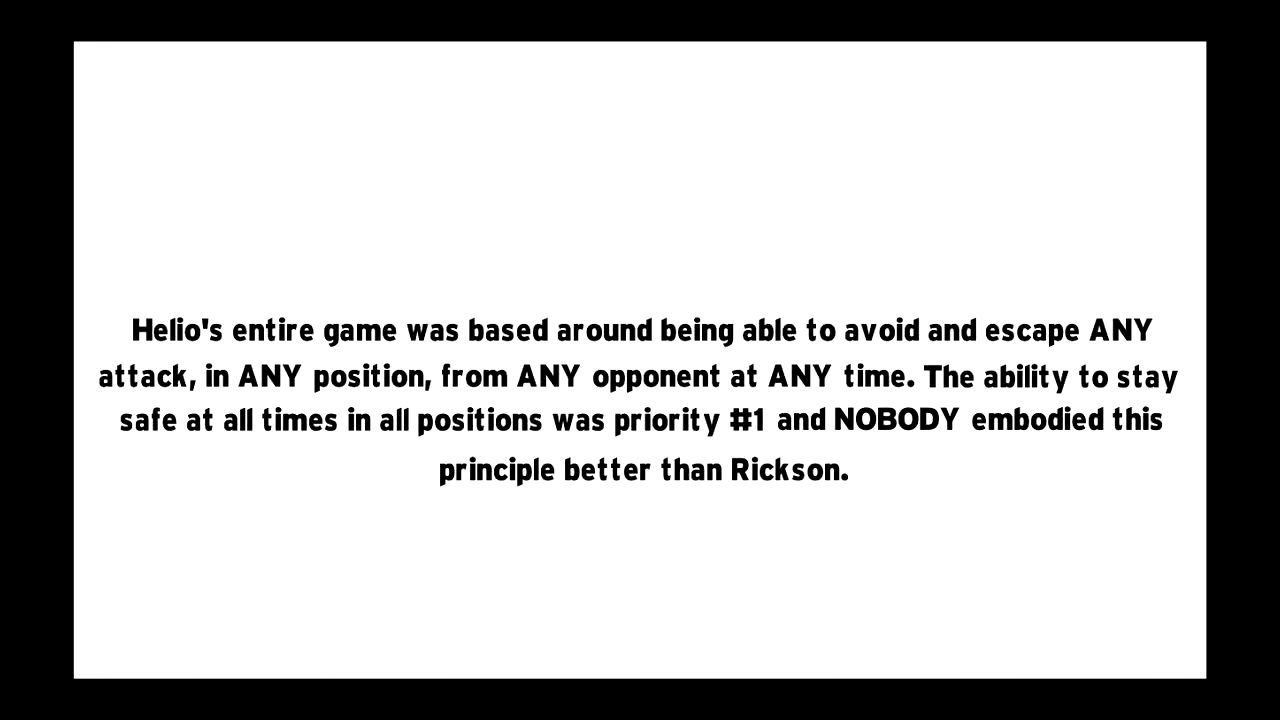 Helio's entire game was based around being able to avoid and escape ANY
attack, in ANY position, from ANY opponent at ANY time. The ability to stay
safe at all times in all positions was priority #1 and NOBODY embodied this
principle better than Rickson.